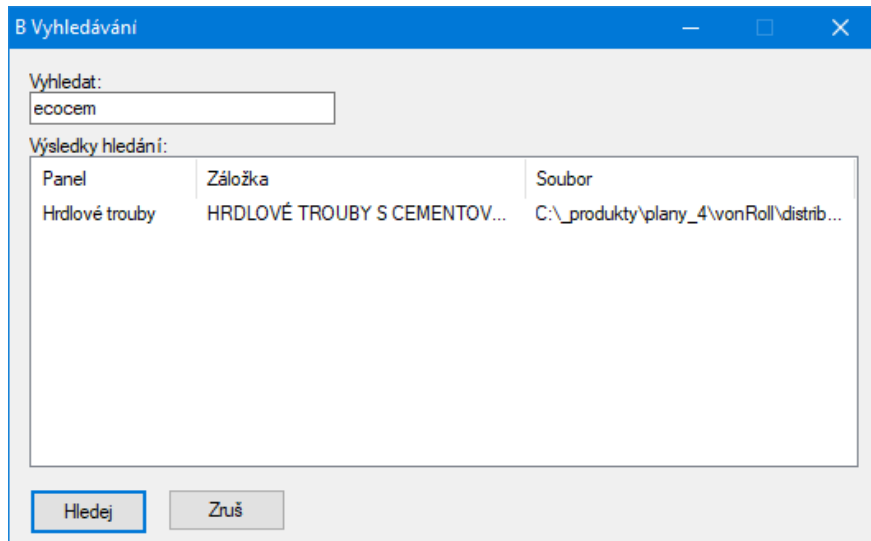 B Vyhledávání
Vyhledat:
ecocem
Výsledky hledání:
Panel Záložka Soubor
Hrdlové trouby HRDLOVÉ TROUBY S CEMENTOV... C:\_produkty\plany_4\vonRoll\distrib...
Hledej Zruš